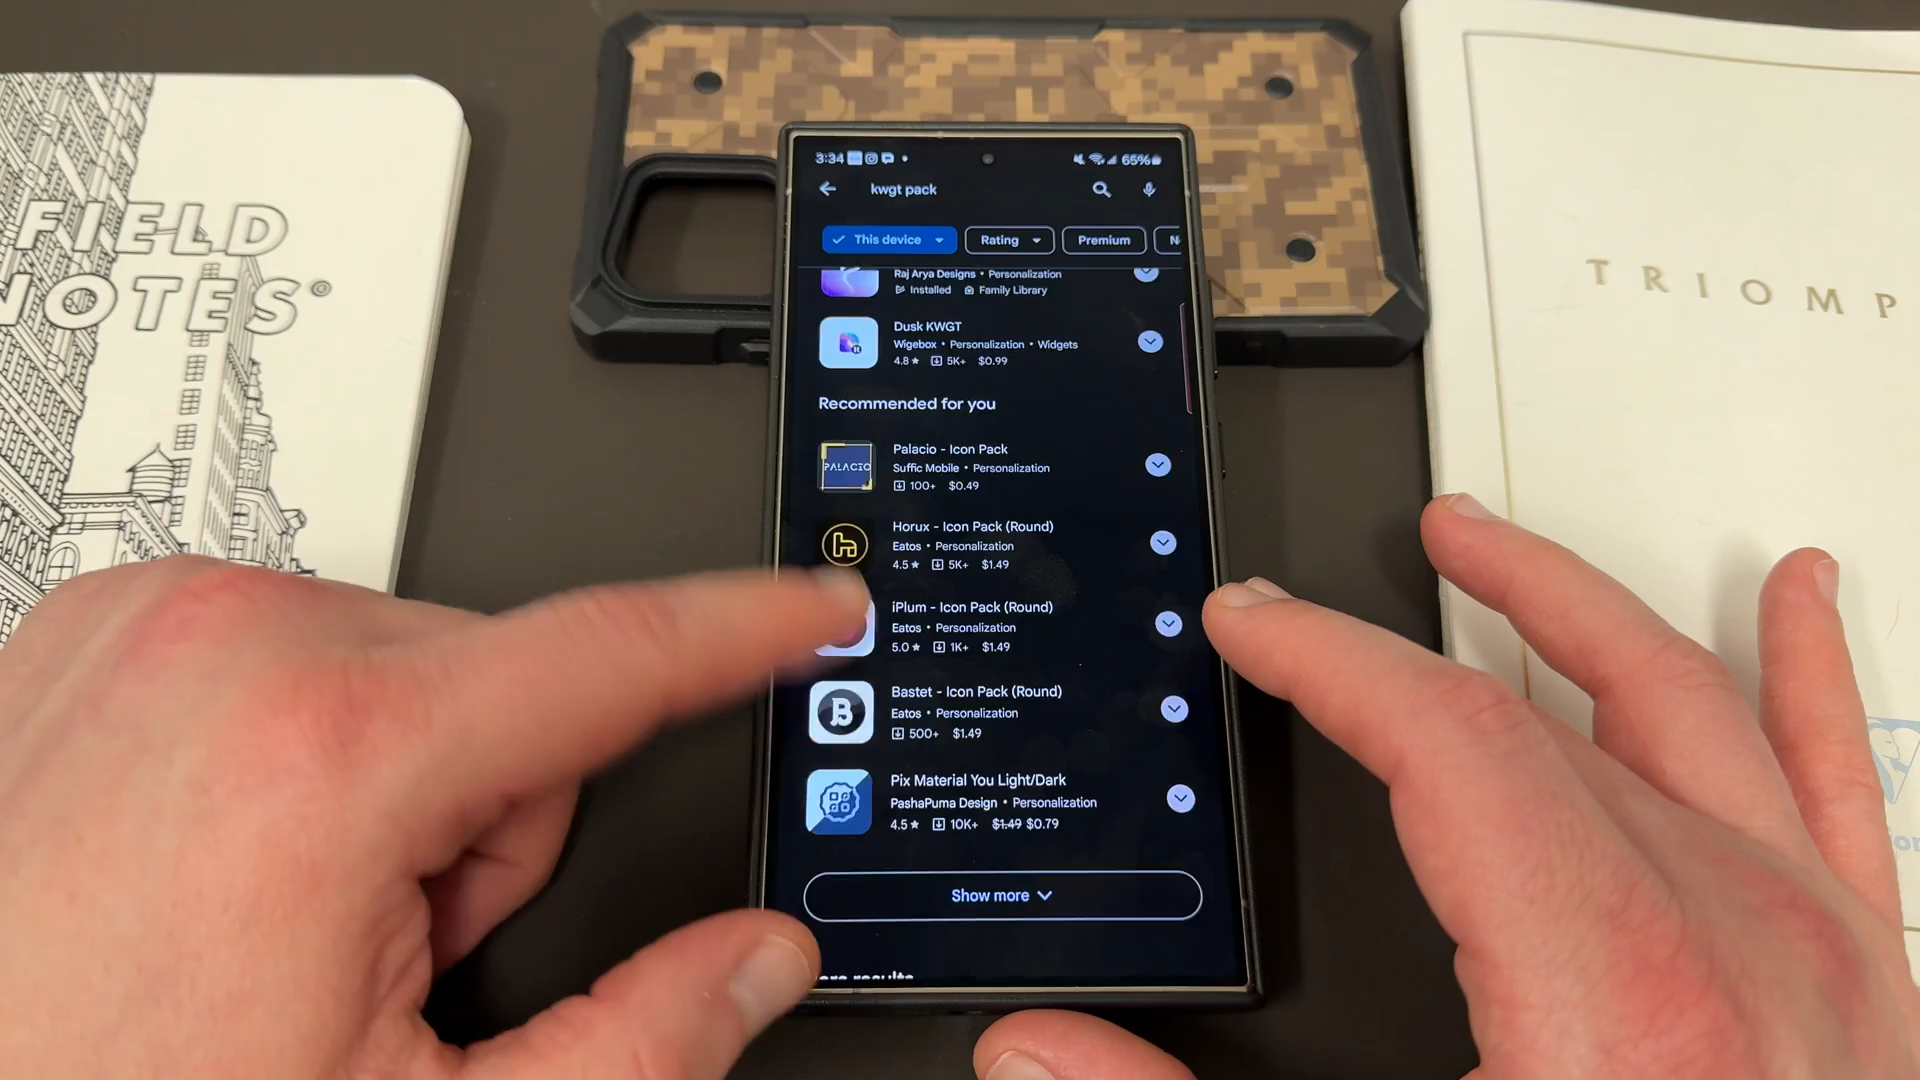 FIELD
NOTES©
TRIOMP
3:34
65%
kwgt pack
This device
Rating
Premium
Raj Arya Designs • Personalization
Installed Family Library
Dusk KWGT
Wigebox • Personalization • Widgets
4.8★ 5K+ $0.99
Recommended for you
PALACIO
Palacio - Icon Pack
Suffic Mobile • Personalization
100+ $0.49
Horux - Icon Pack (Round)
Eatos • Personalization
4.5★ 5K+ $1.49
iPlum - Icon Pack (Round)
Eatos • Personalization
5.0★ 1K+ $1.49
B
Bastet - Icon Pack (Round)
Eatos • Personalization
500+ $1.49
Pix Material You Light/Dark
PashaPuma Design • Personalization
4.5★ 10K+ $1.49 $0.79
Show more
results